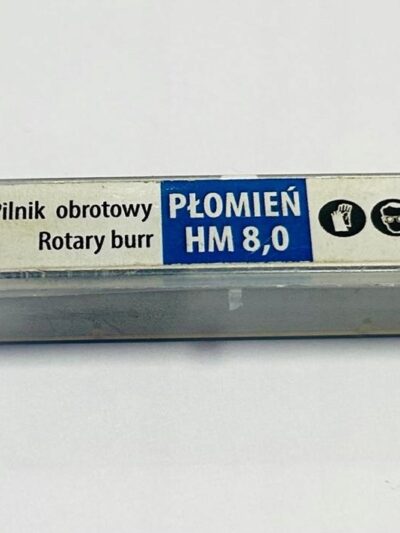 Pilnik obrotowy
Rotary burr
PŁOMIEŃ
HM 8,0